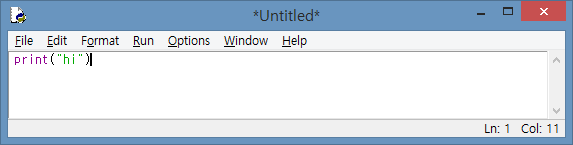 *Untitled*
File Edit Format Run Options Window Help
print("hi")
Ln: 1 Col: 11